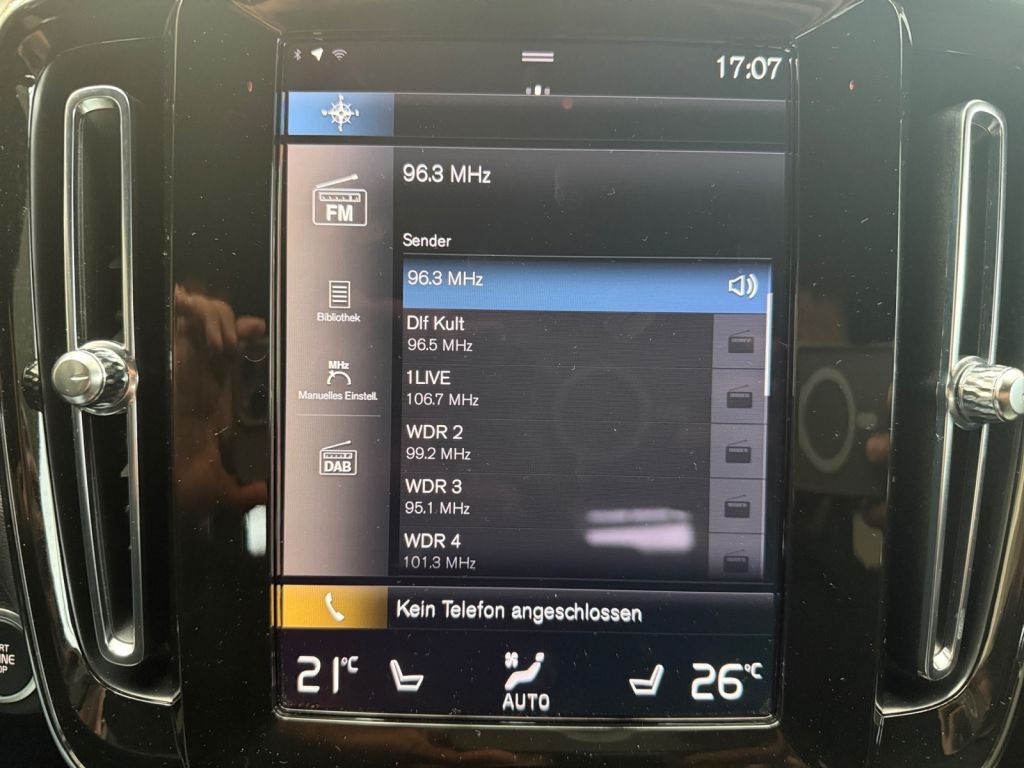 17:07
96.3 MHz
FM
Sender
96.3 MHz
Bibliothek
Dlf Kult
96.5 MHz
MHz
Manuelles Einstell.
1LIVE
106.7 MHz
WDR 2
99.2 MHz
DAB
WDR 3
95.1 MHz
WDR 4
101.3 MHz
Kein Telefon angeschlossen
21°C
AUTO
26°C